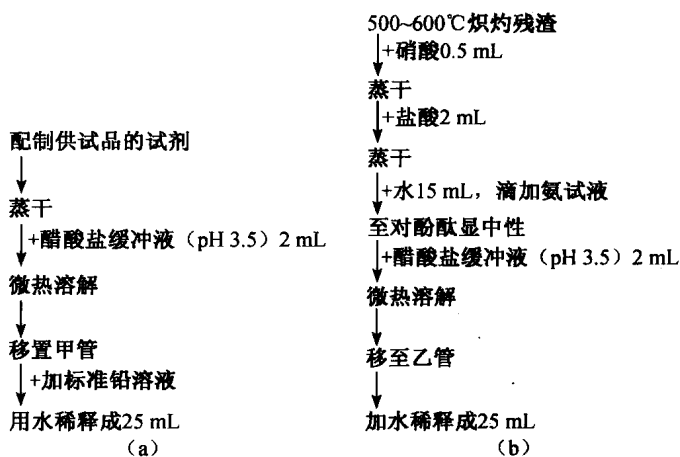 配制供试品的试剂
蒸干
+醋酸盐缓冲液（pH 3.5）2 mL
微热溶解
移置甲管
+加标准铅溶液
用水稀释成25 mL
（a）
500~600℃炽灼残渣
+硝酸0.5 mL
蒸干
+盐酸2 mL
蒸干
+水15 mL，滴加氨试液
至对酚酞显中性
+醋酸盐缓冲液（pH 3.5）2 mL
微热溶解
移至乙管
加水稀释成25 mL
（b）